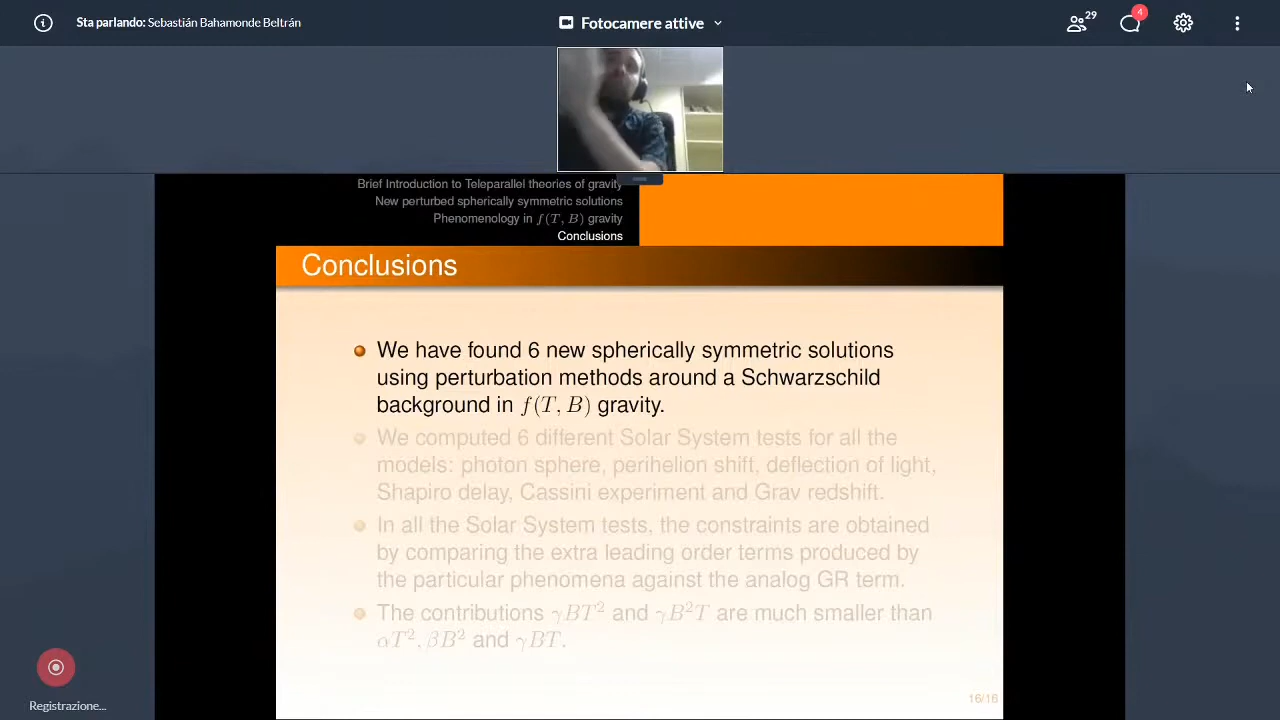 Sta parlando: Sebastián Bahamonde Beltrán
Fotocamere attive
29
4
Brief Introduction to Teleparallel theories of gravity
New perturbed spherically symmetric solutions
Phenomenology in f(T, B) gravity
Conclusions
Conclusions
We have found 6 new spherically symmetric solutions
using perturbation methods around a Schwarzschild
background in f(T, B) gravity.
We computed 6 different Solar System tests for all the
models: photon sphere, perihelion shift, deflection of light,
Shapiro delay, Cassini experiment and Grav redshift.
In all the Solar System tests, the constraints are obtained
by comparing the extra leading order terms produced by
the particular phenomena against the analog GR term.
The contributions γBT² and γB²T are much smaller than
αT², βB² and γBT.
16/16
Registrazione...